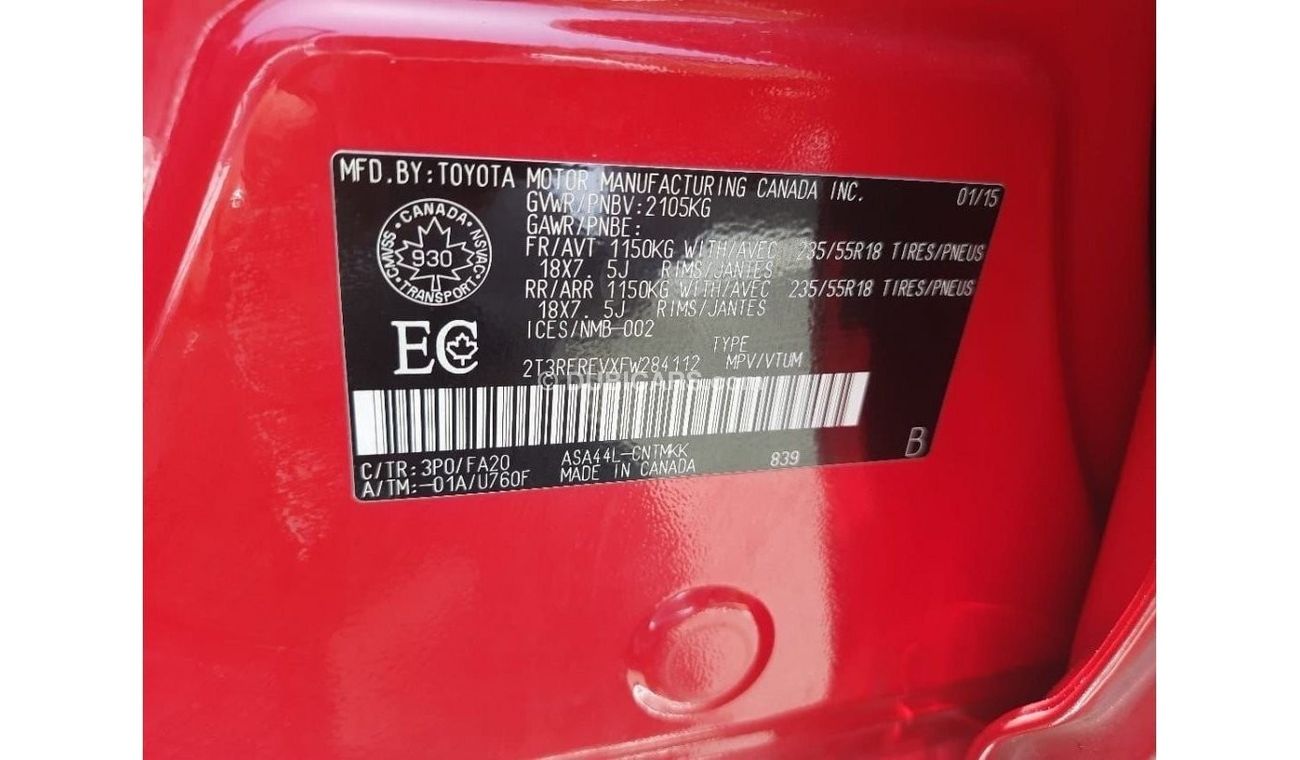 MFD.BY:TOYOTA MOTOR MANUFACTURING CANADA INC. 01/15
GVWR/PNBV:2105KG
GAWR/PNBE:
CANADA
CMVSS 930 NSVAC
TRANSPORT
FR/AVT 1150KG WITH/AVEC 235/55R18 TIRES/PNEUS
18X7. 5J RIMS/JANTES
RR/ARR 1150KG WITH/AVEC 235/55R18 TIRES/PNEUS
18X7. 5J RIMS/JANTES
ICES/NMB-002
EC
TYPE
2T3RFREVXFW284112 MPV/VTUM
© DUBICARS.com
C/TR:3P0/FA20 ASA44L-CNTMKK 839 B
A/TM:-01A/U760F MADE IN CANADA